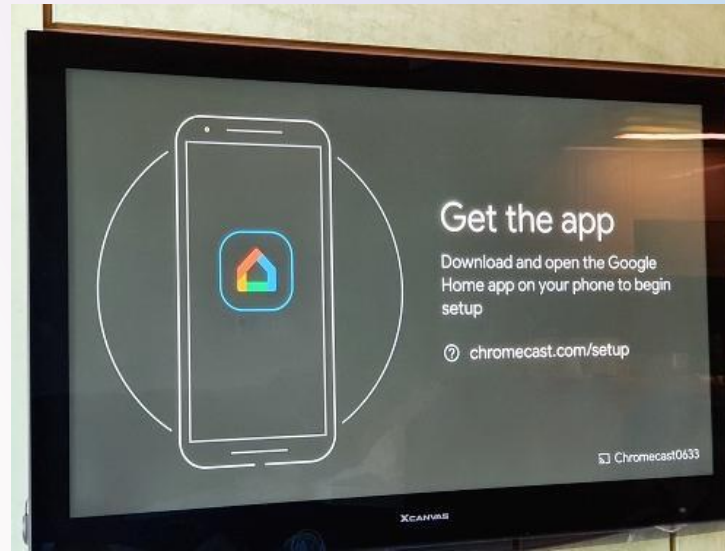 Get the app
Download and open the Google
Home app on your phone to begin
setup
chromecast.com/setup
Chromecast0633
XCANVAS